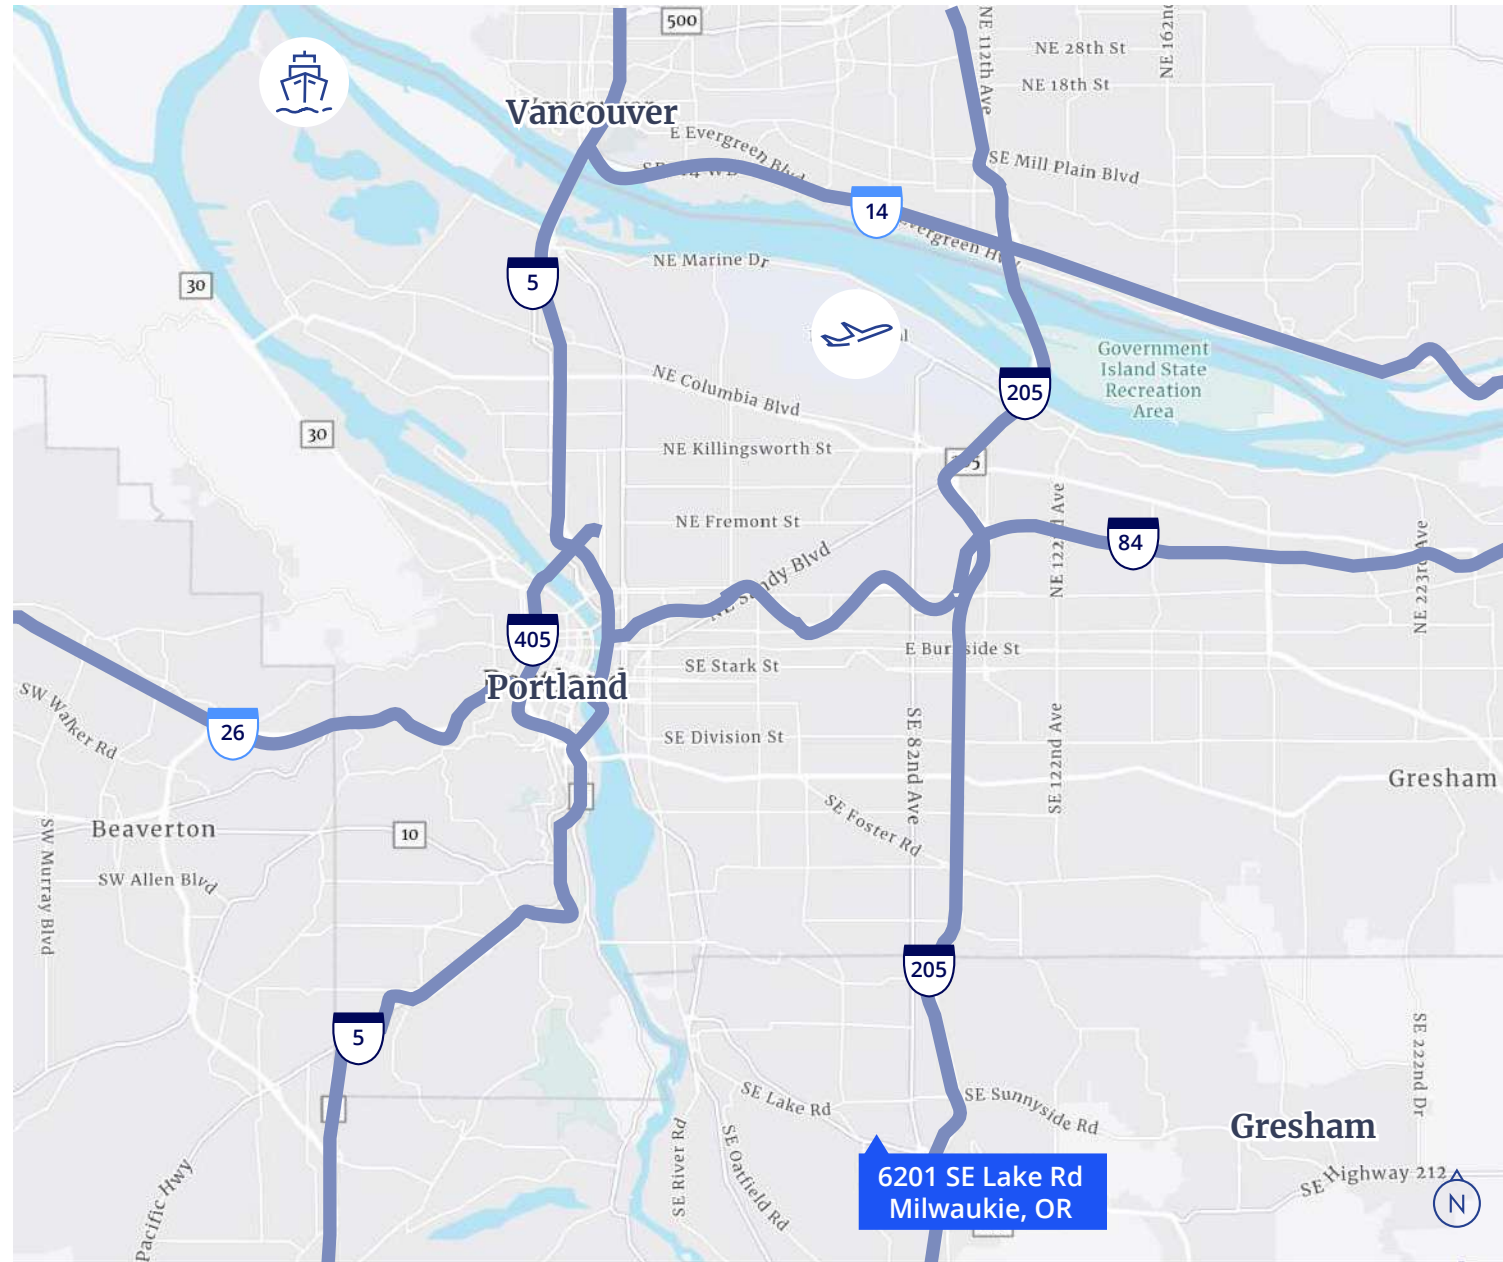 500
NE 112th Ave
NE 28th St
NE 18th St
Vancouver
E Evergreen Blvd
SE Mill Plain Blvd
14
Evergreen Hwy
NE Marine Dr
5
30
Government
Island State
Recreation
Area
NE Columbia Blvd
205
30
NE Killingsworth St
NE Fremont St
NE 122nd Ave
84
NE 223rd Ave
NE Sandy Blvd
405
E Burnside St
SE Stark St
Portland
SW Walker Rd
26
SE Division St
SE 82nd Ave
SE 122nd Ave
Gresham
SE Foster Rd
Beaverton
10
SW Murray Blvd
SW Allen Blvd
205
5
SE 222nd Dr
SE Lake Rd
SE Sunnyside Rd
Gresham
SE River Rd
SE Oatfield Rd
6201 SE Lake Rd
Milwaukie, OR
SE Highway 212
N
Pacific Hwy